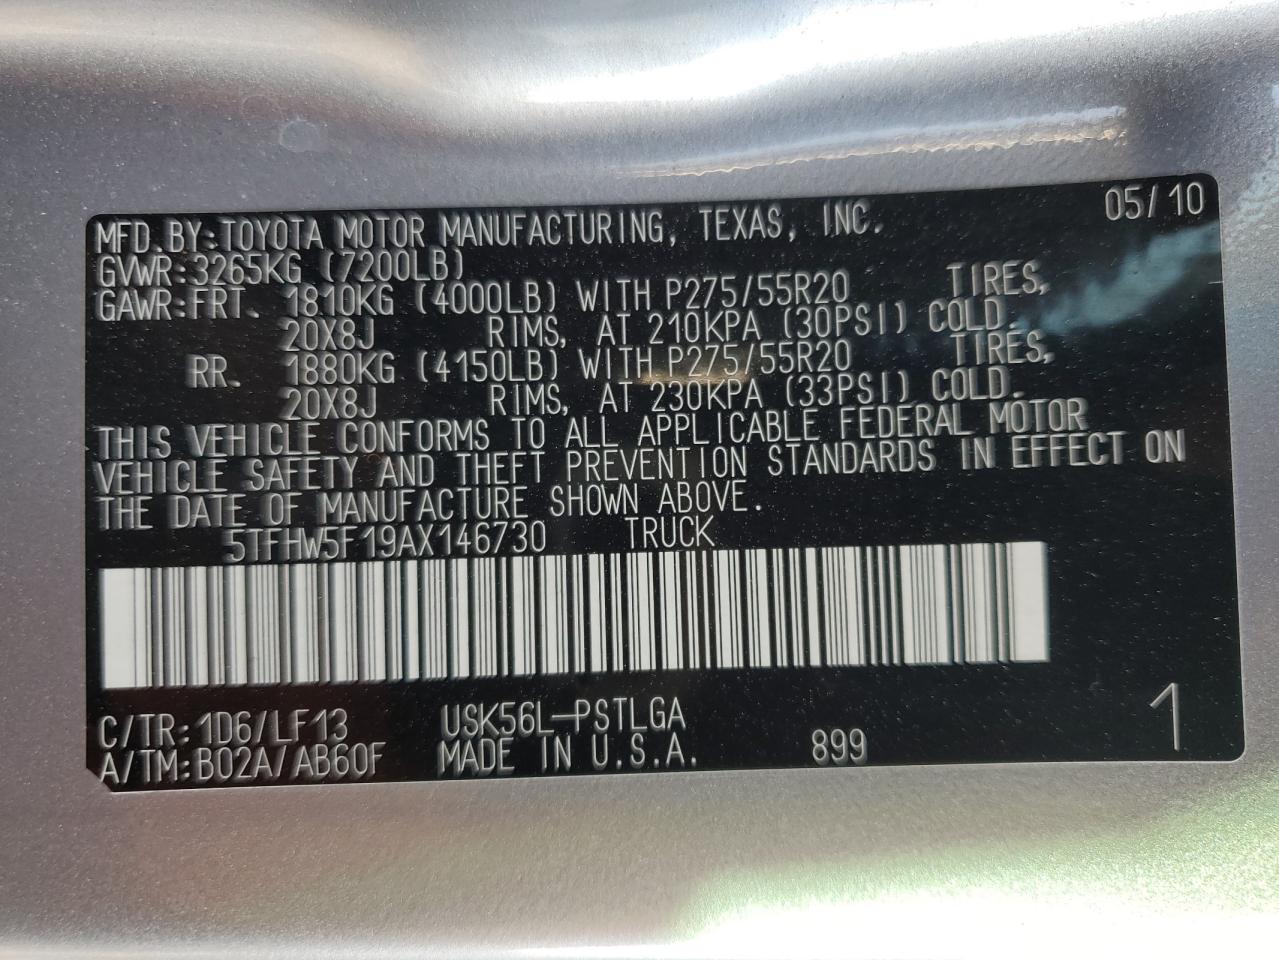 05/10
MFD.BY:TOYOTA MOTOR MANUFACTURING, TEXAS, INC.
GVWR:3265KG (7200LB)
GAWR:FRT. 1810KG (4000LB) WITH P275/55R20 TIRES,
20X8J RIMS, AT 210KPA (30PSI) COLD.
RR. 1880KG (4150LB) WITH P275/55R20 TIRES,
20X8J RIMS, AT 230KPA (33PSI) COLD.
THIS VEHICLE CONFORMS TO ALL APPLICABLE FEDERAL MOTOR
VEHICLE SAFETY AND THEFT PREVENTION STANDARDS IN EFFECT ON
THE DATE OF MANUFACTURE SHOWN ABOVE.
5TFHW5F19AX146730 TRUCK
C/TR:1D6/LF13 USK56L-PSTLGA
A/TM:B02A/AB60F MADE IN U.S.A. 899 1